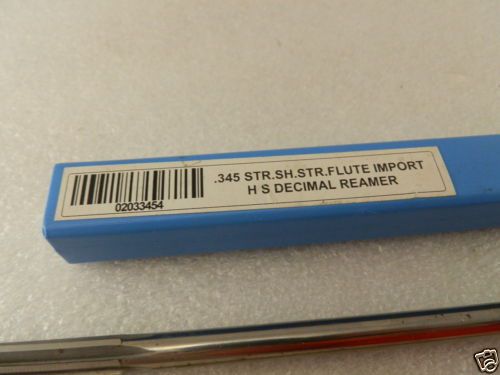 .345 STR.SH.STR.FLUTE IMPORT
H S DECIMAL REAMER
02033454